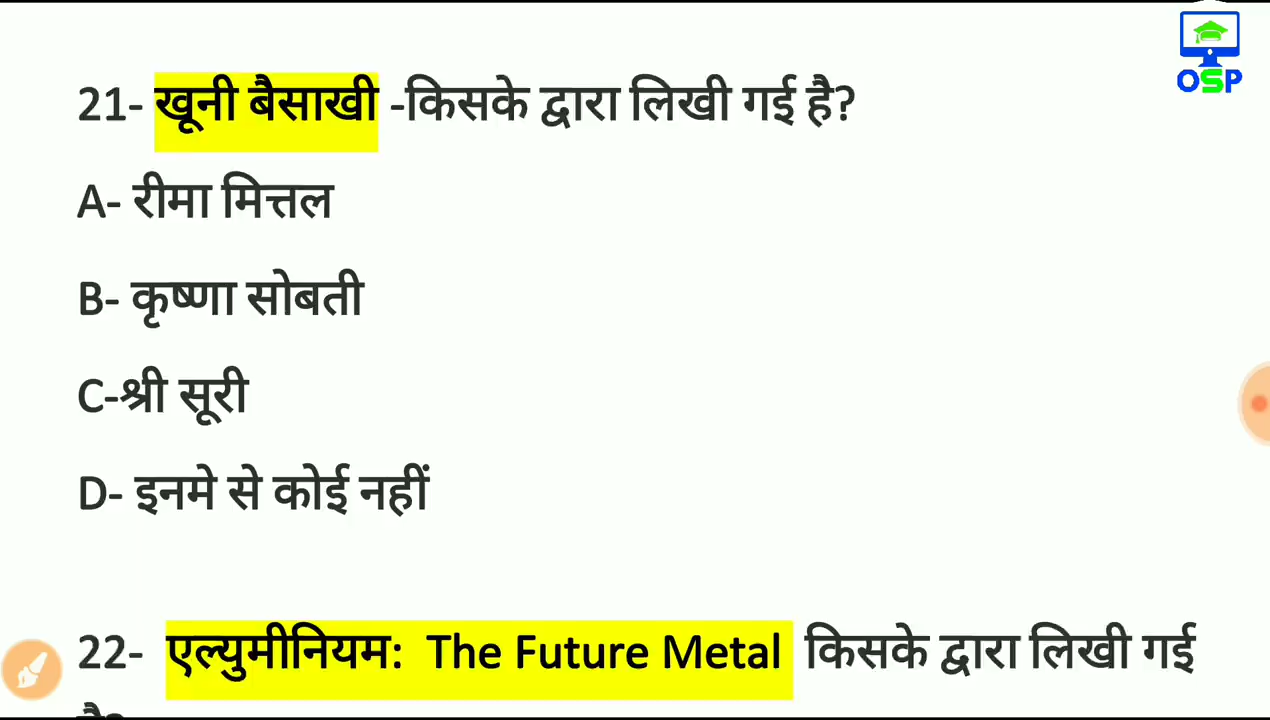 OSP
21- खूनी बैसाखी -किसके द्वारा लिखी गई है?
A- रीमा मित्तल
B- कृष्णा सोबती
C-श्री सूरी
D- इनमे से कोई नहीं
22- एल्युमीनियम: The Future Metal किसके द्वारा लिखी गई